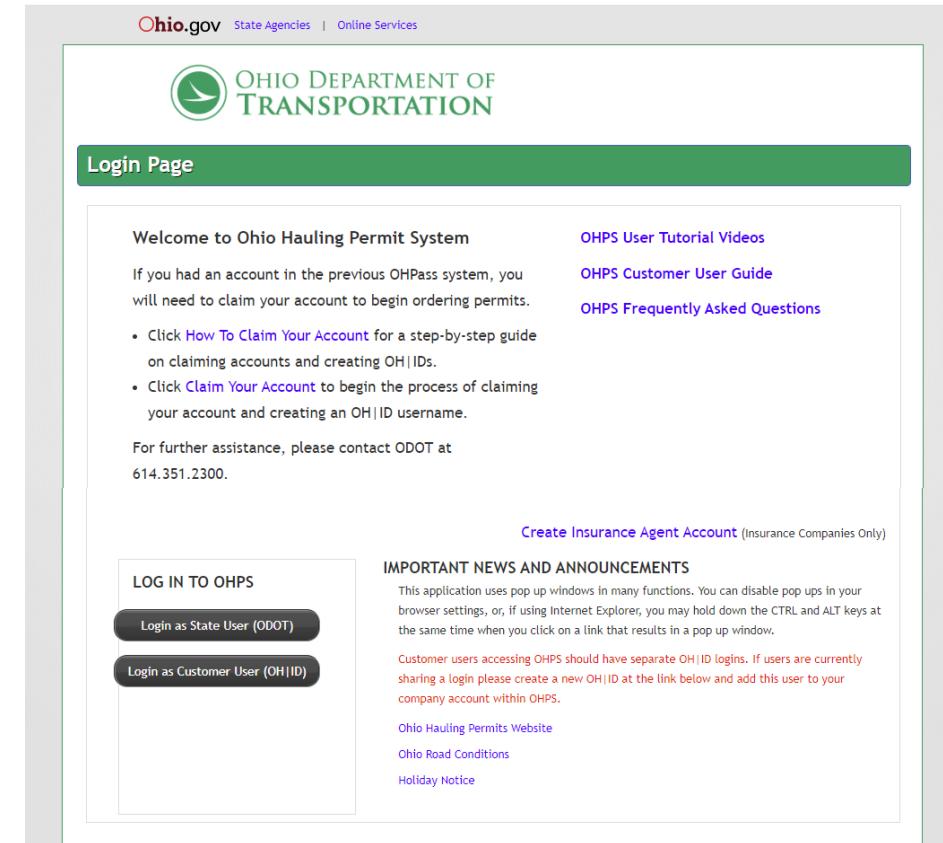 Ohio.gov State Agencies | Online Services
OHIO DEPARTMENT OF
TRANSPORTATION
Login Page
Welcome to Ohio Hauling Permit System
If you had an account in the previous OHPass system, you
will need to claim your account to begin ordering permits.
• Click How To Claim Your Account for a step-by-step guide
on claiming accounts and creating OH|IDs.
• Click Claim Your Account to begin the process of claiming
your account and creating an OH|ID username.
For further assistance, please contact ODOT at
614.351.2300.
OHPS User Tutorial Videos
OHPS Customer User Guide
OHPS Frequently Asked Questions
Create Insurance Agent Account (Insurance Companies Only)
LOG IN TO OHPS
Login as State User (ODOT)
Login as Customer User (OH|ID)
IMPORTANT NEWS AND ANNOUNCEMENTS
This application uses pop up windows in many functions. You can disable pop ups in your
browser settings, or, if using Internet Explorer, you may hold down the CTRL and ALT keys at
the same time when you click on a link that results in a pop up window.
Customer users accessing OHPS should have separate OH|ID logins. If users are currently
sharing a login please create a new OH|ID at the link below and add this user to your
company account within OHPS.
Ohio Hauling Permits Website
Ohio Road Conditions
Holiday Notice